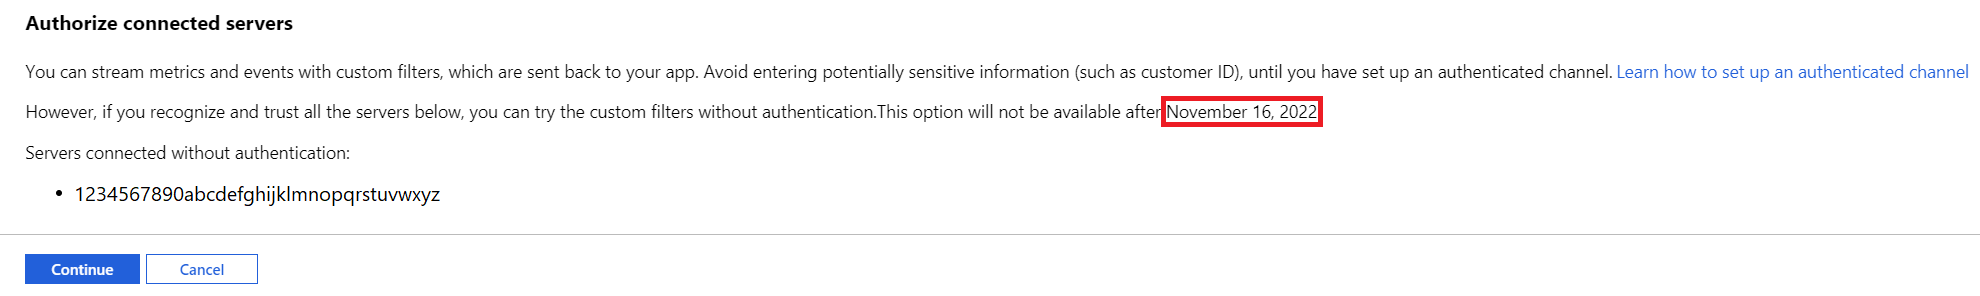 Authorize connected servers
You can stream metrics and events with custom filters, which are sent back to your app. Avoid entering potentially sensitive information (such as customer ID), until you have set up an authenticated channel. Learn how to set up an authenticated channel
However, if you recognize and trust all the servers below, you can try the custom filters without authentication.This option will not be available after November 16, 2022
Servers connected without authentication:
• 1234567890abcdefghijklmnopqrstuvwxyz
Continue Cancel